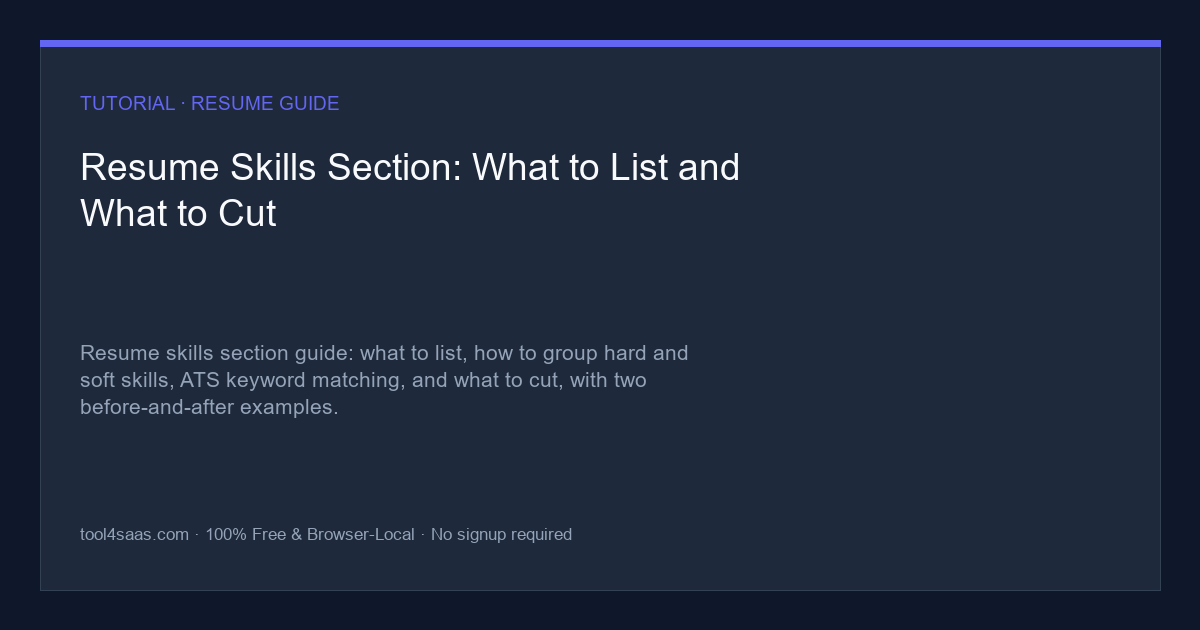 TUTORIAL · RESUME GUIDE
Resume Skills Section: What to List and
What to Cut
Resume skills section guide: what to list, how to group hard and
soft skills, ATS keyword matching, and what to cut, with two
before-and-after examples.
tool4saas.com · 100% Free & Browser-Local · No signup required